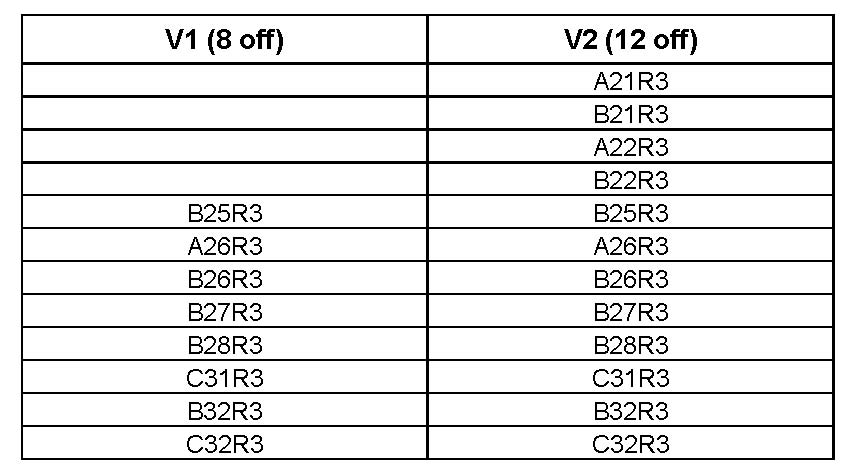 V1 (8 off) V2 (12 off)
A21R3
B21R3
A22R3
B22R3
B25R3 B25R3
A26R3 A26R3
B26R3 B26R3
B27R3 B27R3
B28R3 B28R3
C31R3 C31R3
B32R3 B32R3
C32R3 C32R3